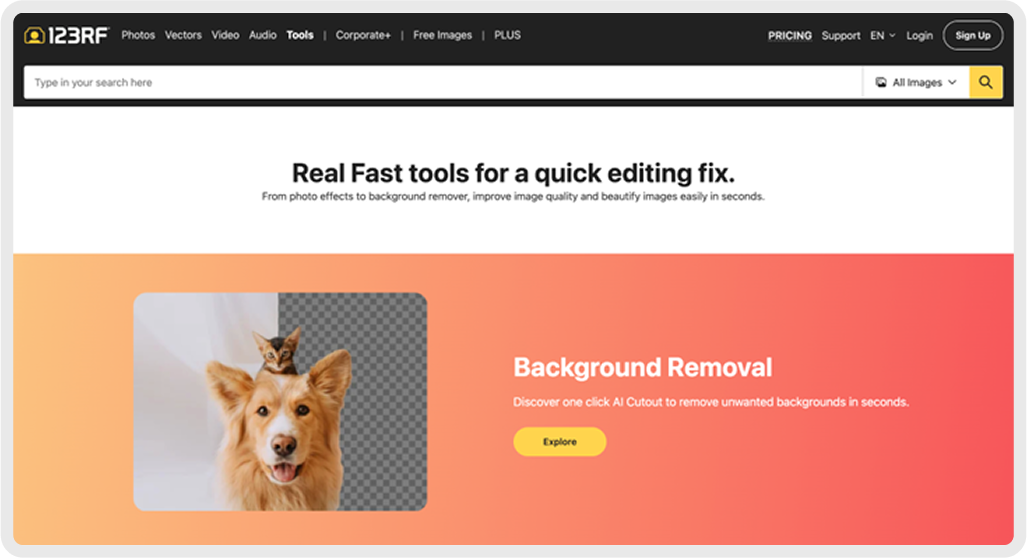 123RF Photos Vectors Video Audio Tools | Corporate+ | Free Images | PLUS PRICING Support EN Login Sign Up
Type in your search here All Images
Real Fast tools for a quick editing fix.
From photo effects to background remover, improve image quality and beautify images easily in seconds.
Background Removal
Discover one click AI Cutout to remove unwanted backgrounds in seconds.
Explore